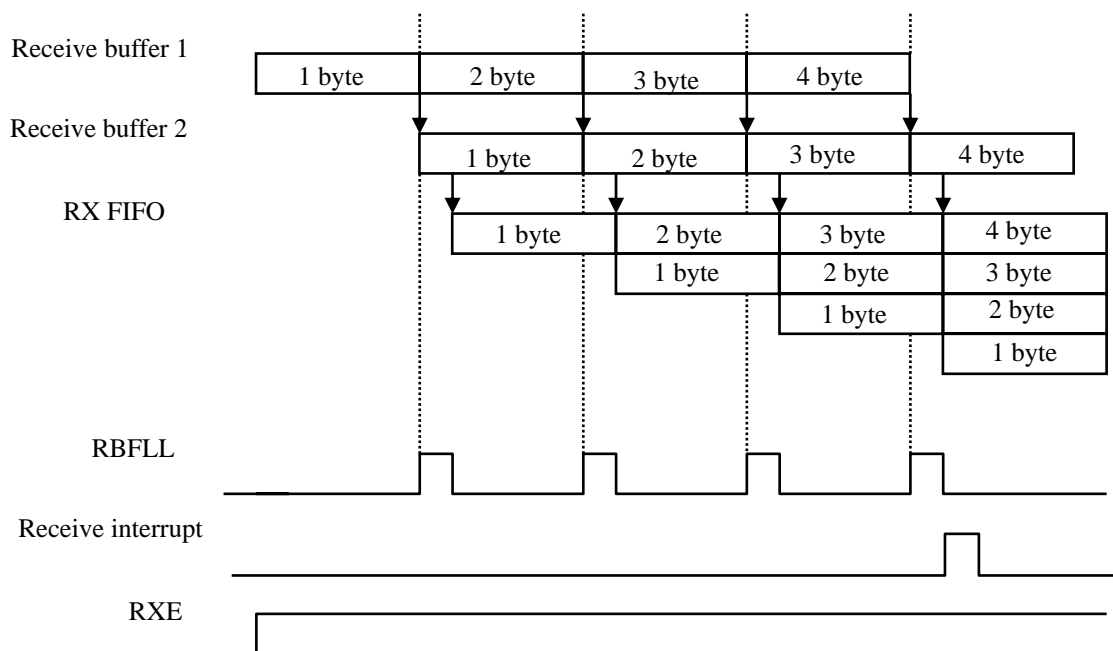 Receive buffer 1
1 byte 2 byte 3 byte 4 byte
Receive buffer 2
1 byte 2 byte 3 byte 4 byte
RX FIFO
1 byte 2 byte 3 byte 4 byte
1 byte 2 byte 3 byte
1 byte 2 byte
1 byte
RBFLL
Receive interrupt
RXE